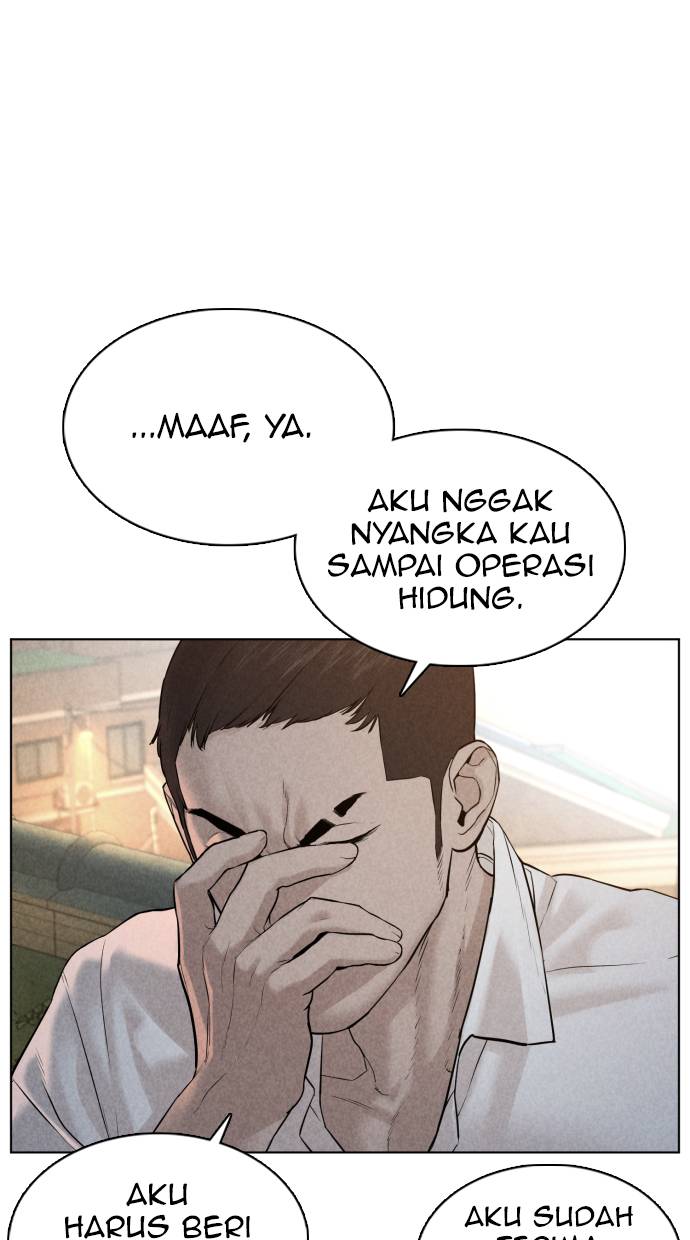 ...MAAF, YA.
AKU NGGAK
NYANGKA KAU
SAMPAI OPERASI
HIDUNG.
AKU
HARUS BERI
AKU SUDAH